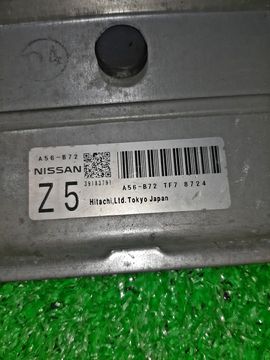 A56-B72
NISSAN
Z5
A56-B72 TF7 8724
Hitachi,Ltd.Tokyo Japan